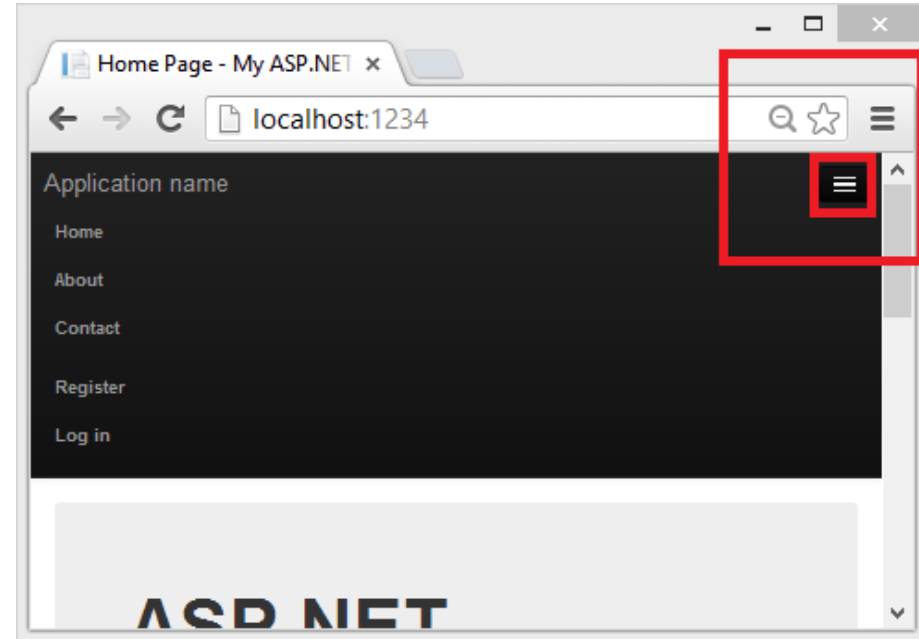 Home Page - My ASP.NET
localhost:1234
Application name
Home
About
Contact
Register
Log in
ASP.NET